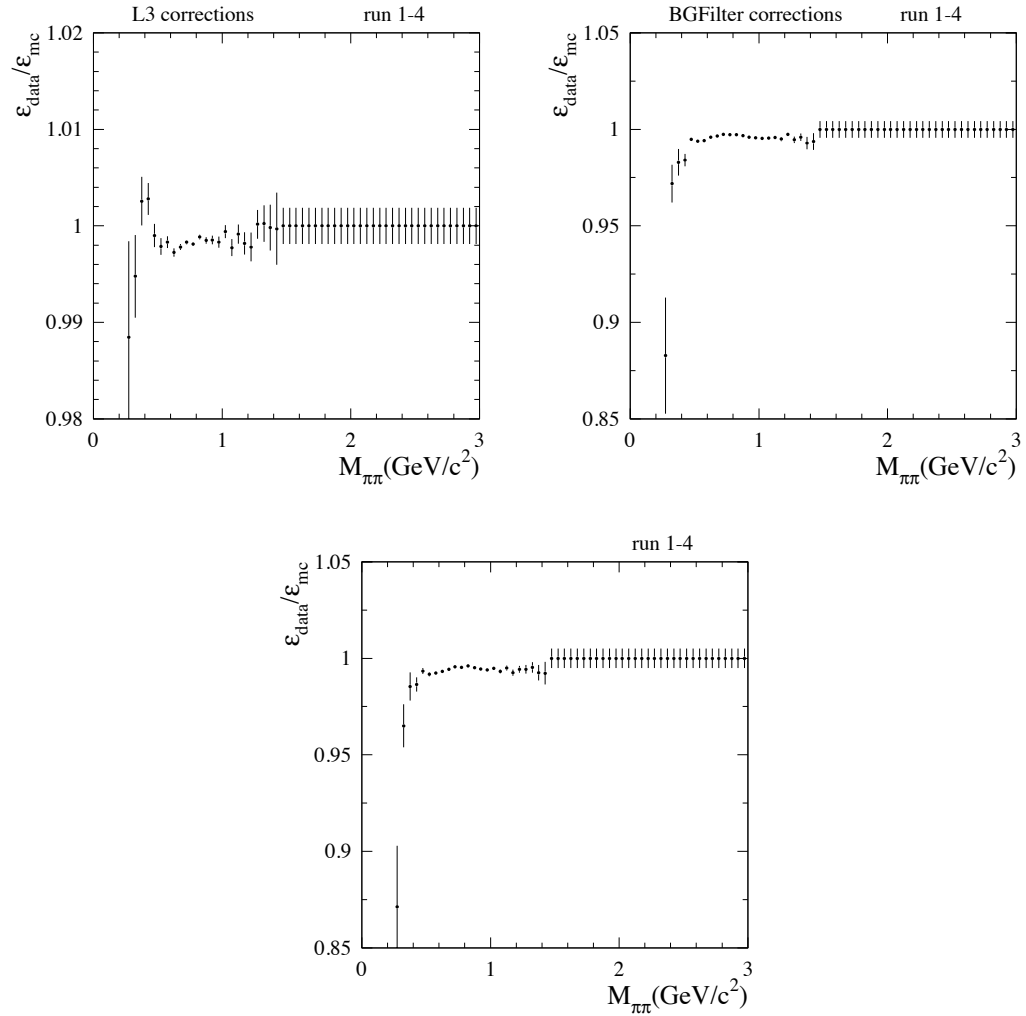 L3 corrections run 1-4
ε_data/ε_mc
1.02
1.01
1
0.99
0.98
0 1 2 3
M_ππ(GeV/c²)
BGFilter corrections run 1-4
ε_data/ε_mc
1.05
1
0.95
0.9
0.85
0 1 2 3
M_ππ(GeV/c²)
run 1-4
ε_data/ε_mc
1.05
1
0.95
0.9
0.85
0 1 2 3
M_ππ(GeV/c²)